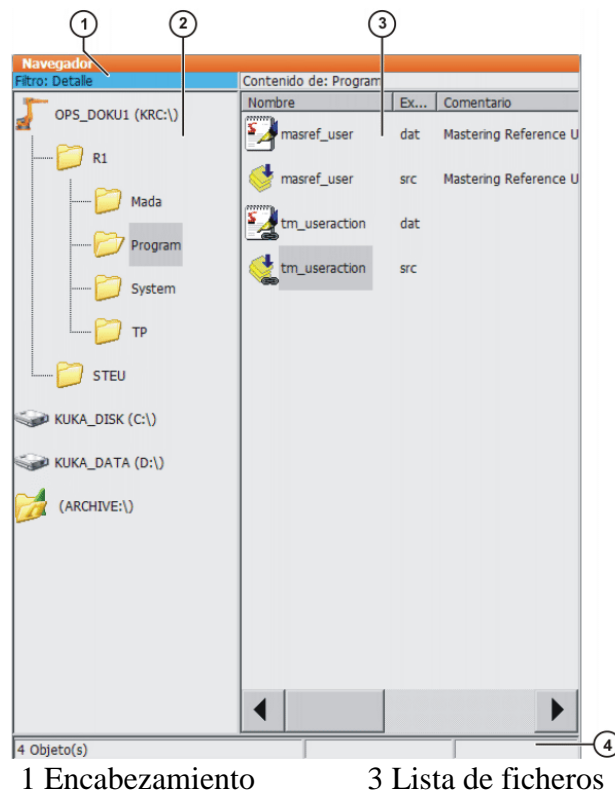 1 2 3
Navegador
Filtro: Detalle
Contenido de: Program
Nombre Ex... Comentario
OPS_DOKU1 (KRC:\)
R1
Mada
Program
System
TP
STEU
KUKA_DISK (C:\)
KUKA_DATA (D:\)
(ARCHIVE:\)
masref_user dat Mastering Reference U
masref_user src Mastering Reference U
tm_useraction dat
tm_useraction src
4 Objeto(s)
4
1 Encabezamiento 3 Lista de ficheros